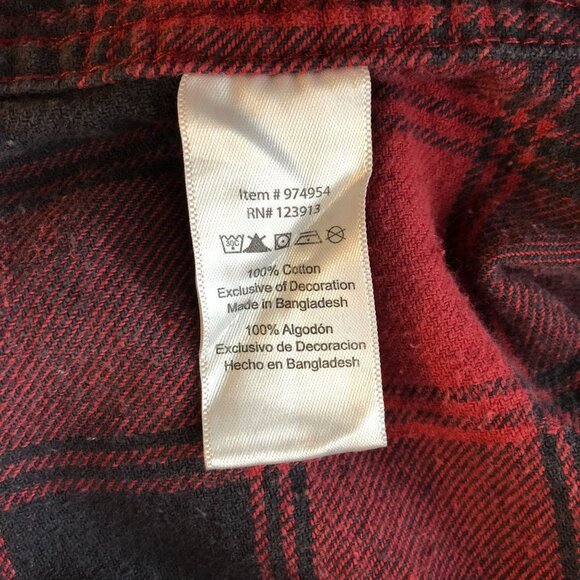 Item # 974954
RN# 123913
30C
100% Cotton
Exclusive of Decoration
Made in Bangladesh
100% Algodón
Exclusivo de Decoracion
Hecho en Bangladesh